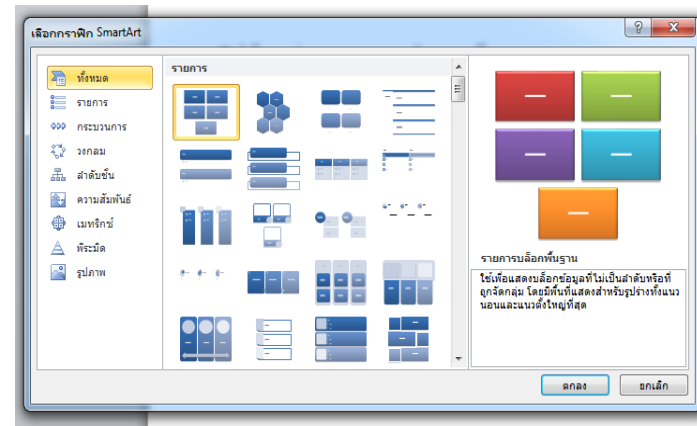 เลือกกราฟิก SmartArt
ทั้งหมด
รายการ
กระบวนการ
วงกลม
ลำดับชั้น
ความสัมพันธ์
เมทริกซ์
พีระมิด
รูปภาพ
รายการ
รายการบล็อกพื้นฐาน
ใช้เพื่อแสดงบล็อกข้อมูลที่ไม่เป็นลำดับหรือที่
ถูกจัดกลุ่ม โดยมีพื้นที่แสดงสำหรับรูปร่างทั้งแนว
นอนและแนวตั้งใหญ่ที่สุด
ตกลง
ยกเลิก